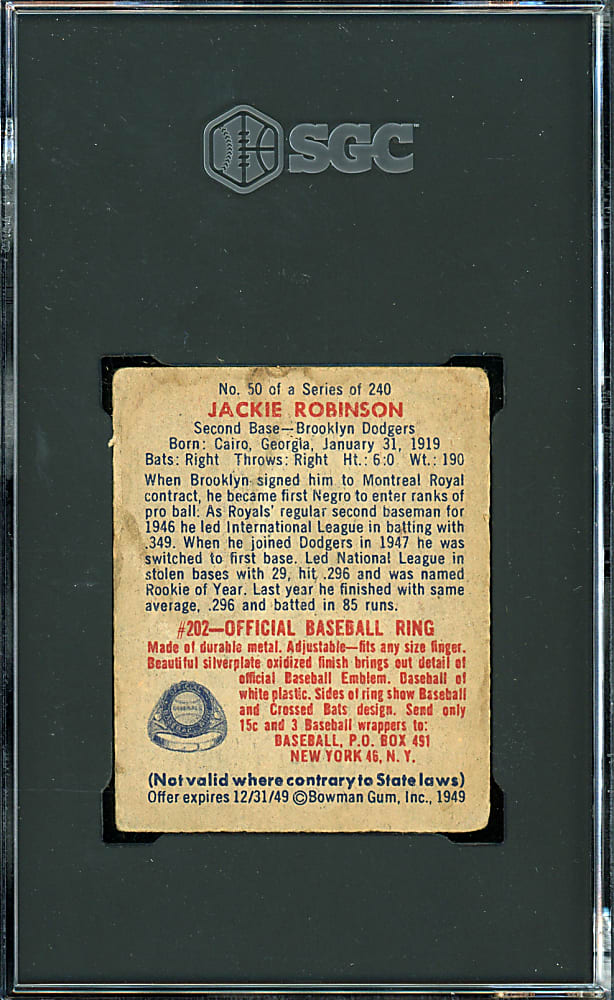 SGC
No. 50 of a Series of 240
JACKIE ROBINSON
Second Base—Brooklyn Dodgers
Born: Cairo, Georgia, January 31, 1919
Bats: Right Throws: Right Ht.: 6:0 Wt.: 190
When Brooklyn signed him to Montreal Royal
contract, he became first Negro to enter ranks of
pro ball. As Royals' regular second baseman for
1946 he led International League in batting with
.349. When he joined Dodgers in 1947 he was
switched to first base. Led National League in
stolen bases with 29, hit .296 and was named
Rookie of Year. Last year he finished with same
average, .296 and batted in 85 runs.
#202—OFFICIAL BASEBALL RING
Made of durable metal. Adjustable—fits any size finger.
Beautiful silverplate oxidized finish brings out detail of
official Baseball Emblem. Baseball of
white plastic. Sides of ring show Baseball
and Crossed Bats design. Send only
15c and 3 Baseball wrappers to:
BASEBALL, P.O. BOX 491
NEW YORK 46, N. Y.
(Not valid where contrary to State laws)
Offer expires 12/31/49 ©Bowman Gum, Inc., 1949